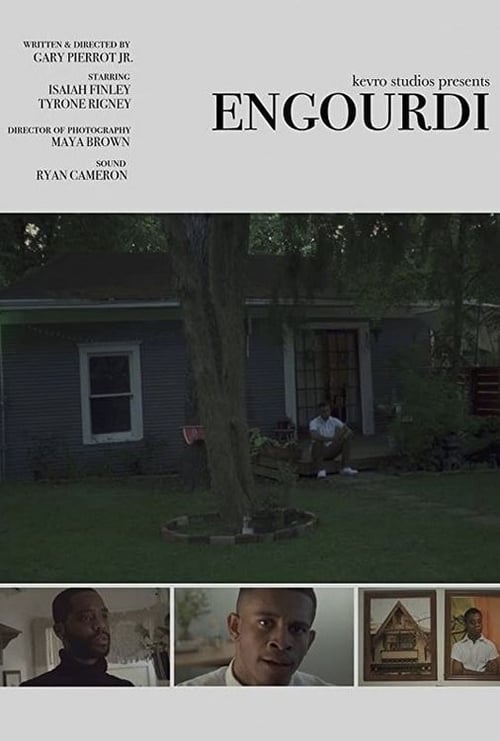 WRITTEN & DIRECTED BY
GARY PIERROT JR.
STARRING
ISAIAH FINLEY
TYRONE RIGNEY
DIRECTOR OF PHOTOGRAPHY
MAYA BROWN
SOUND
RYAN CAMERON
kevro studios presents
ENGOURDI